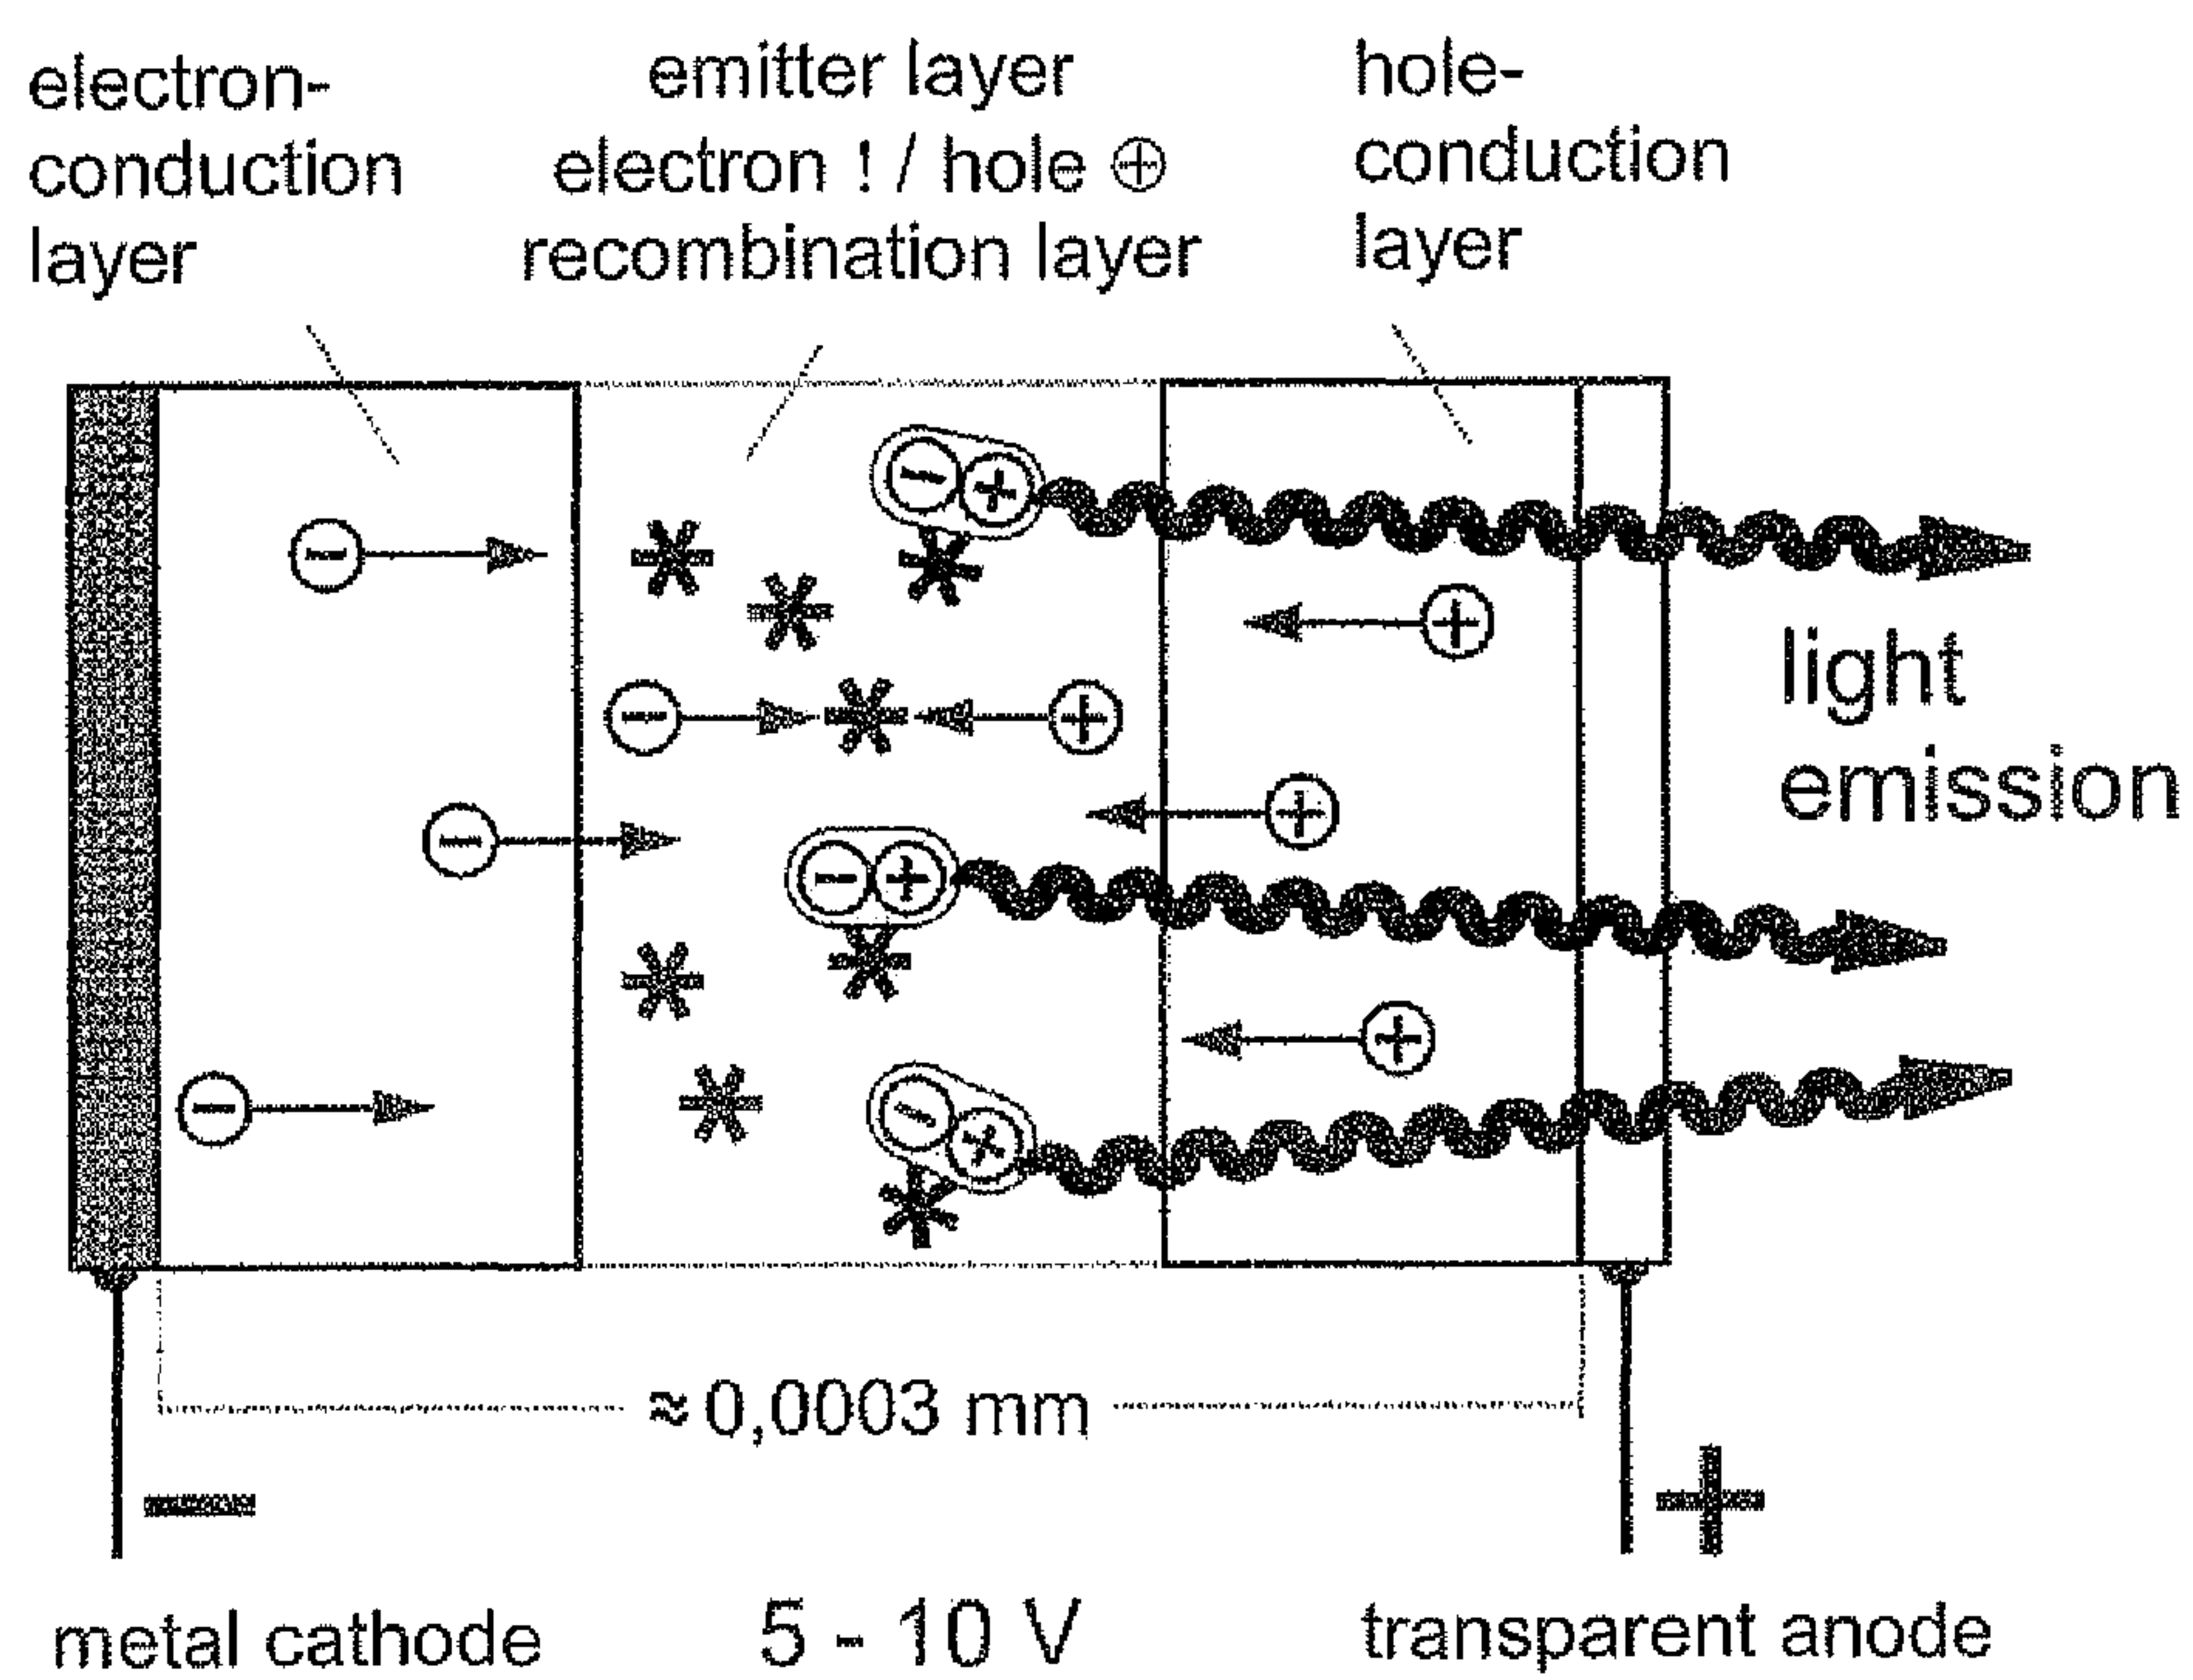 electron-
conduction
layer
emitter layer
electron ! / hole ⊕
recombination layer
hole-
conduction
layer
light
emission
≈ 0,0003 mm
−
+
metal cathode
5 - 10 V
transparent anode